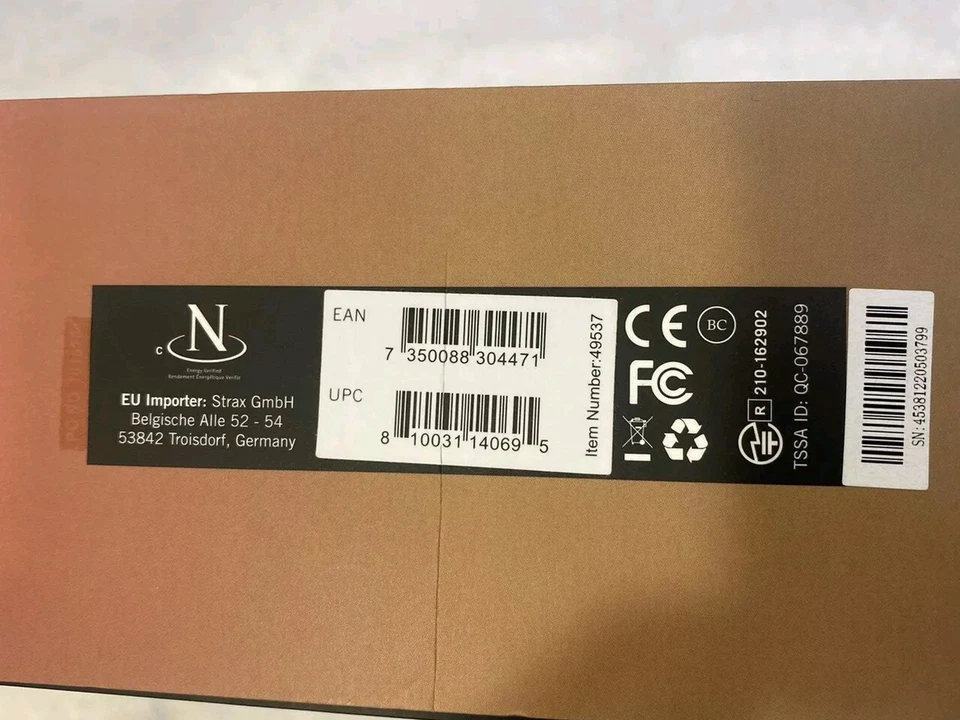 N
C
Energy Verified
Rendement Énergétique Vérifié
EU Importer: Strax GmbH
Belgische Alle 52 - 54
53842 Troisdorf, Germany
EAN
7 350088 304471
UPC
8 10031 14069 5
Item Number:49537
CE
BC
FC
R 210-162902
TSSA ID: QC-067889
SN:45381220503799